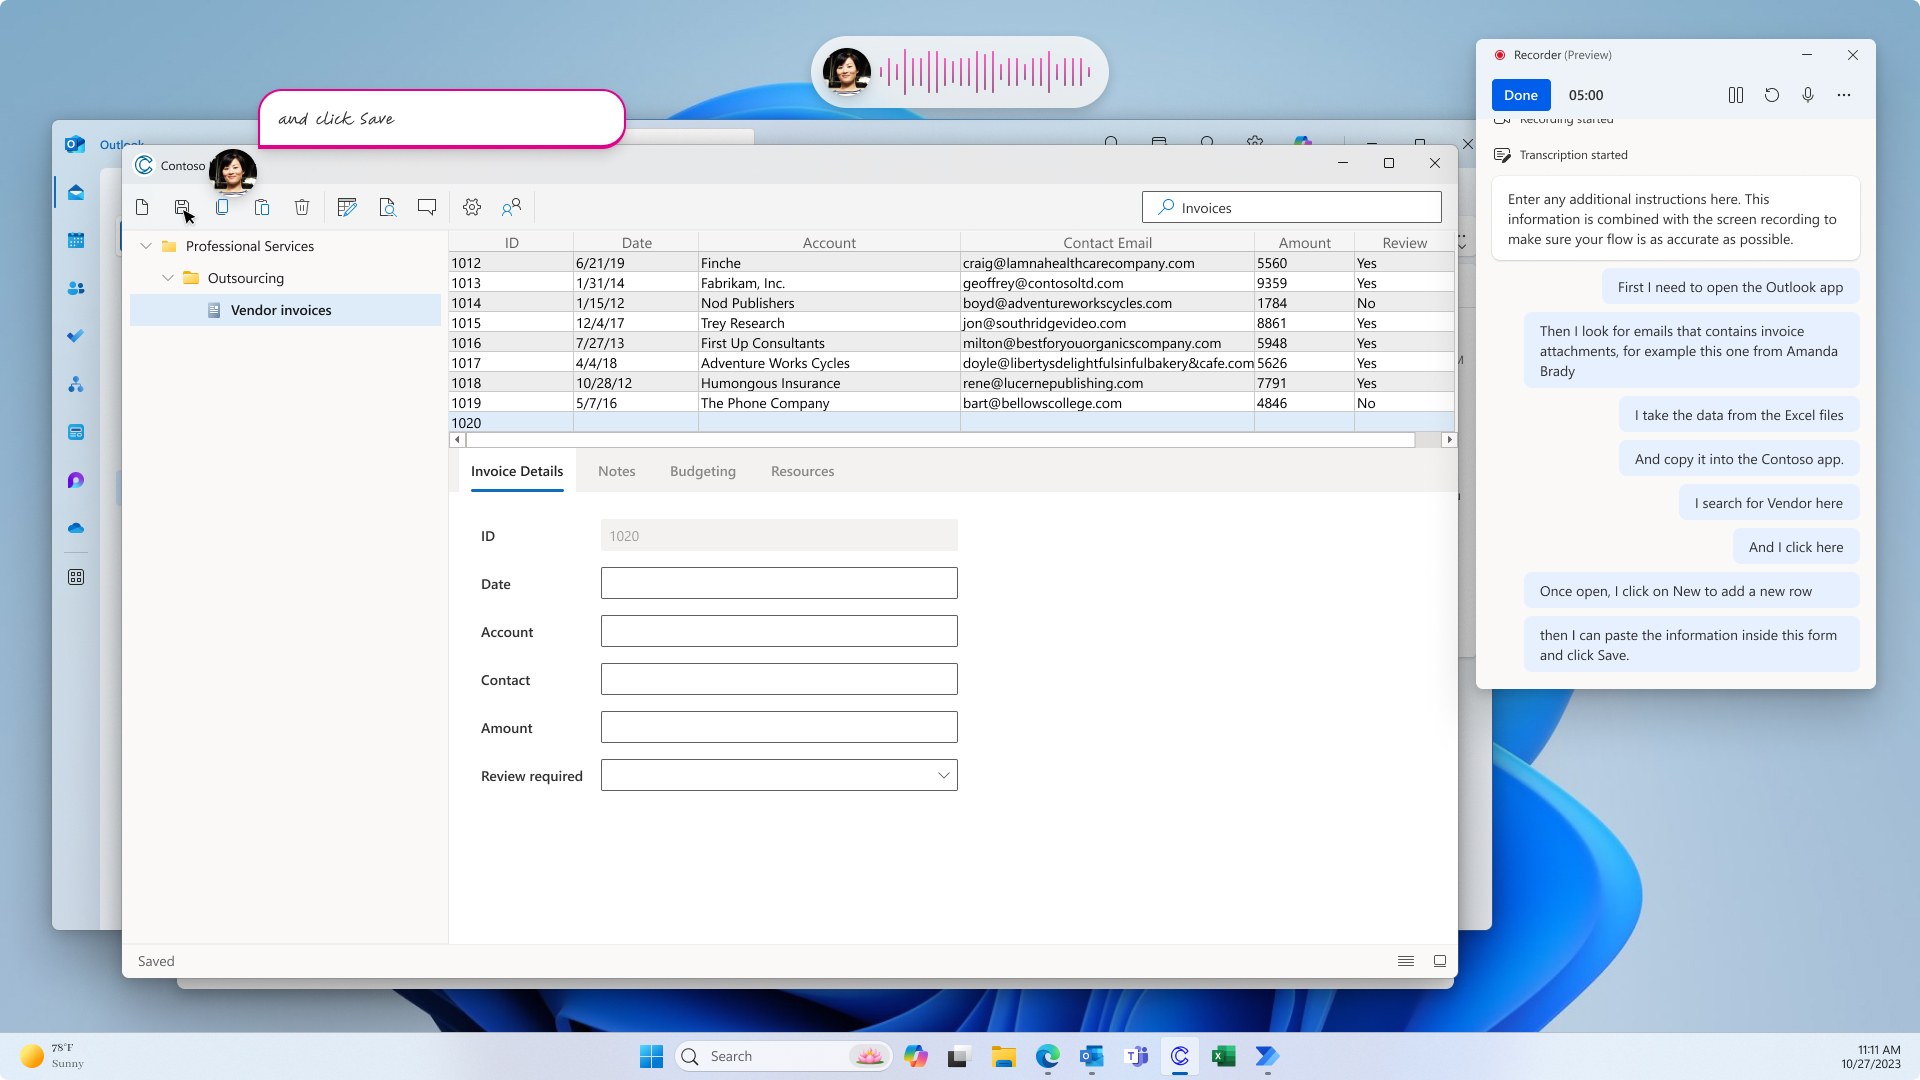 and click Save
Outlook
Contoso
Invoices
Professional Services
Outsourcing
Vendor invoices
ID Date Account Contact Email Amount Review
1012 6/21/19 Finche craig@lamnahealthcarecompany.com 5560 Yes
1013 1/31/14 Fabrikam, Inc. geoffrey@contosoltd.com 9359 Yes
1014 1/15/12 Nod Publishers boyd@adventureworkscycles.com 1784 No
1015 12/4/17 Trey Research jon@southridgevideo.com 8861 Yes
1016 7/27/13 First Up Consultants milton@bestforyouorganicscompany.com 5948 Yes
1017 4/4/18 Adventure Works Cycles doyle@libertysdelightfulsinfulbakery&cafe.com 5626 Yes
1018 10/28/12 Humongous Insurance rene@lucernepublishing.com 7791 Yes
1019 5/7/16 The Phone Company bart@bellowscollege.com 4846 No
1020
Invoice Details Notes Budgeting Resources
ID 1020
Date
Account
Contact
Amount
Review required
Saved
Recorder (Preview)
Done 05:00
Recording started
Transcription started
Enter any additional instructions here. This
information is combined with the screen recording to
make sure your flow is as accurate as possible.
First I need to open the Outlook app
Then I look for emails that contains invoice
attachments, for example this one from Amanda
Brady
I take the data from the Excel files
And copy it into the Contoso app.
I search for Vendor here
And I click here
Once open, I click on New to add a new row
then I can paste the information inside this form
and click Save.
78°F
Sunny
Search
11:11 AM
10/27/2023